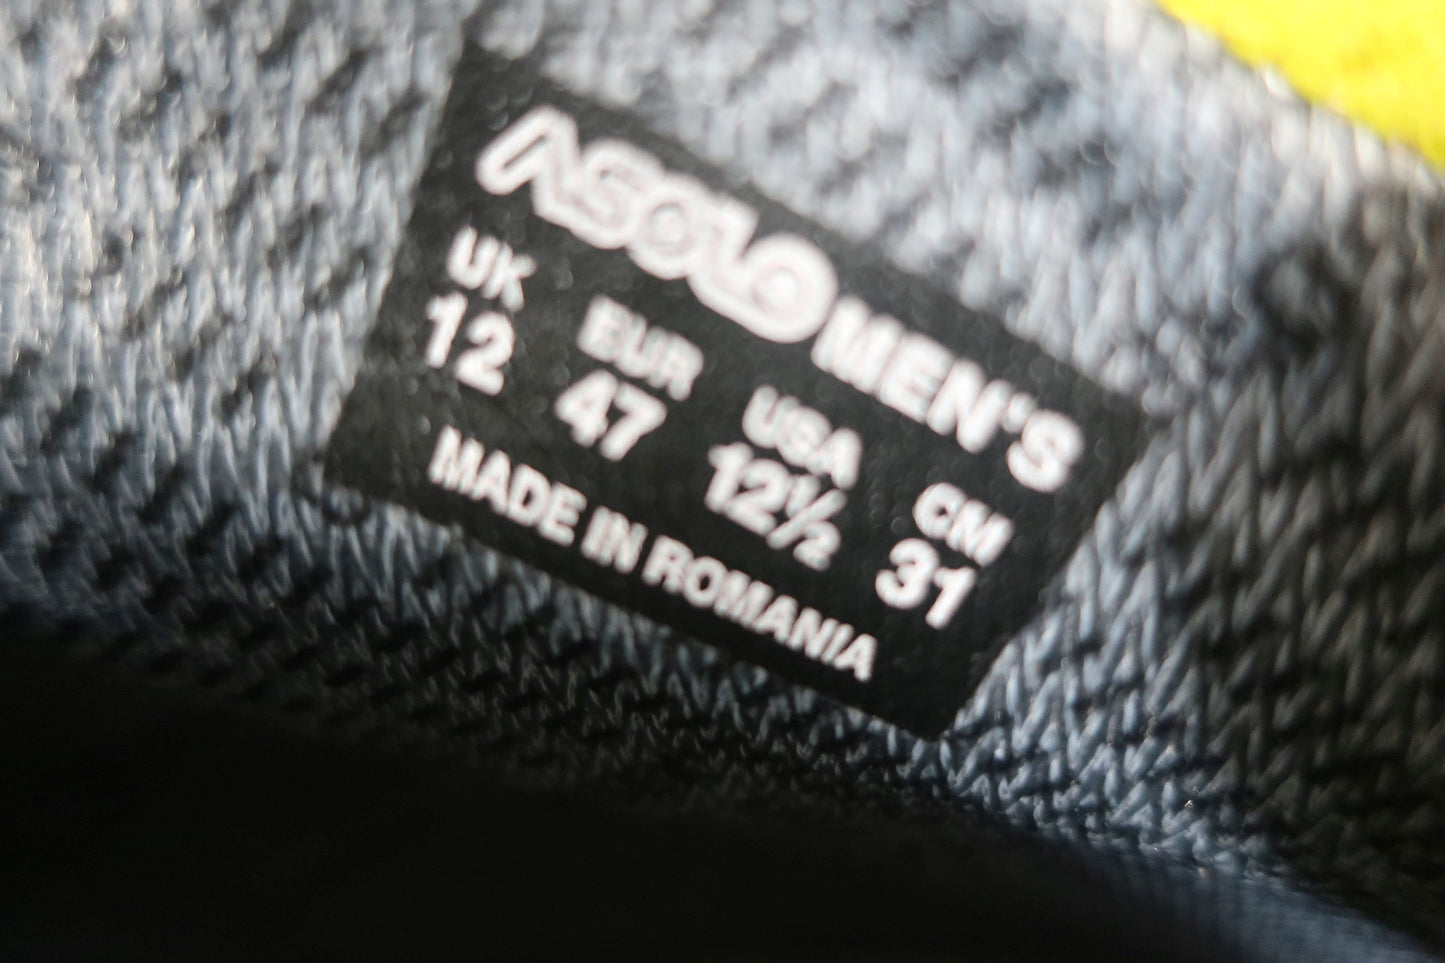 ASOLO MEN'S
UK EUR USA CM
12 47 12½ 31
MADE IN ROMANIA